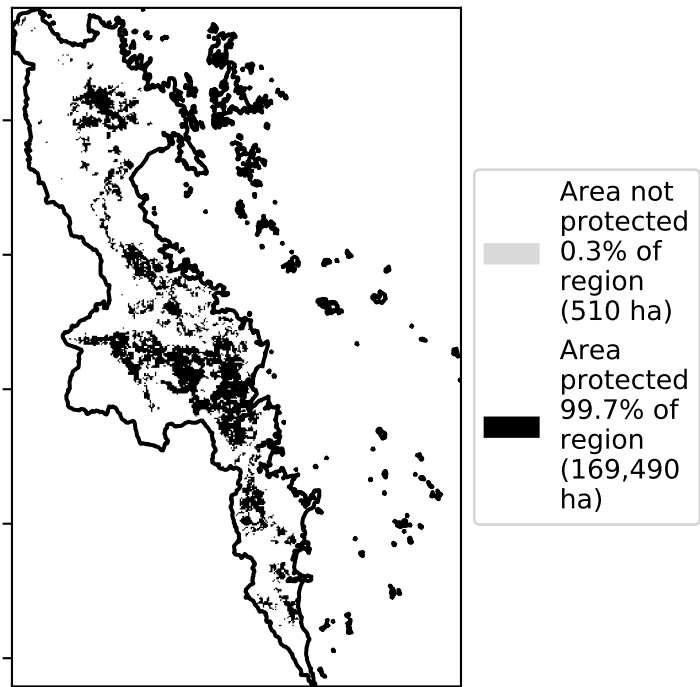 Area not
protected
0.3% of
region
(510 ha)
Area
protected
99.7% of
region
(169,490
ha)